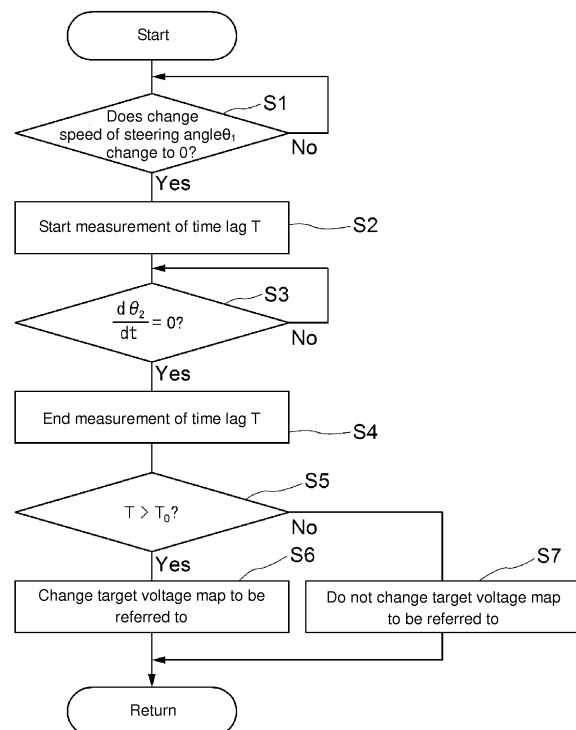 Start
S1
Does change
speed of steering angleθ₁
change to 0?
No
Yes
Start measurement of time lag T
S2
S3
dθ₂
dt
= 0?
No
Yes
End measurement of time lag T
S4
S5
T > T₀?
No
Yes
S6
S7
Change target voltage map to be
referred to
Do not change target voltage map
to be referred to
Return